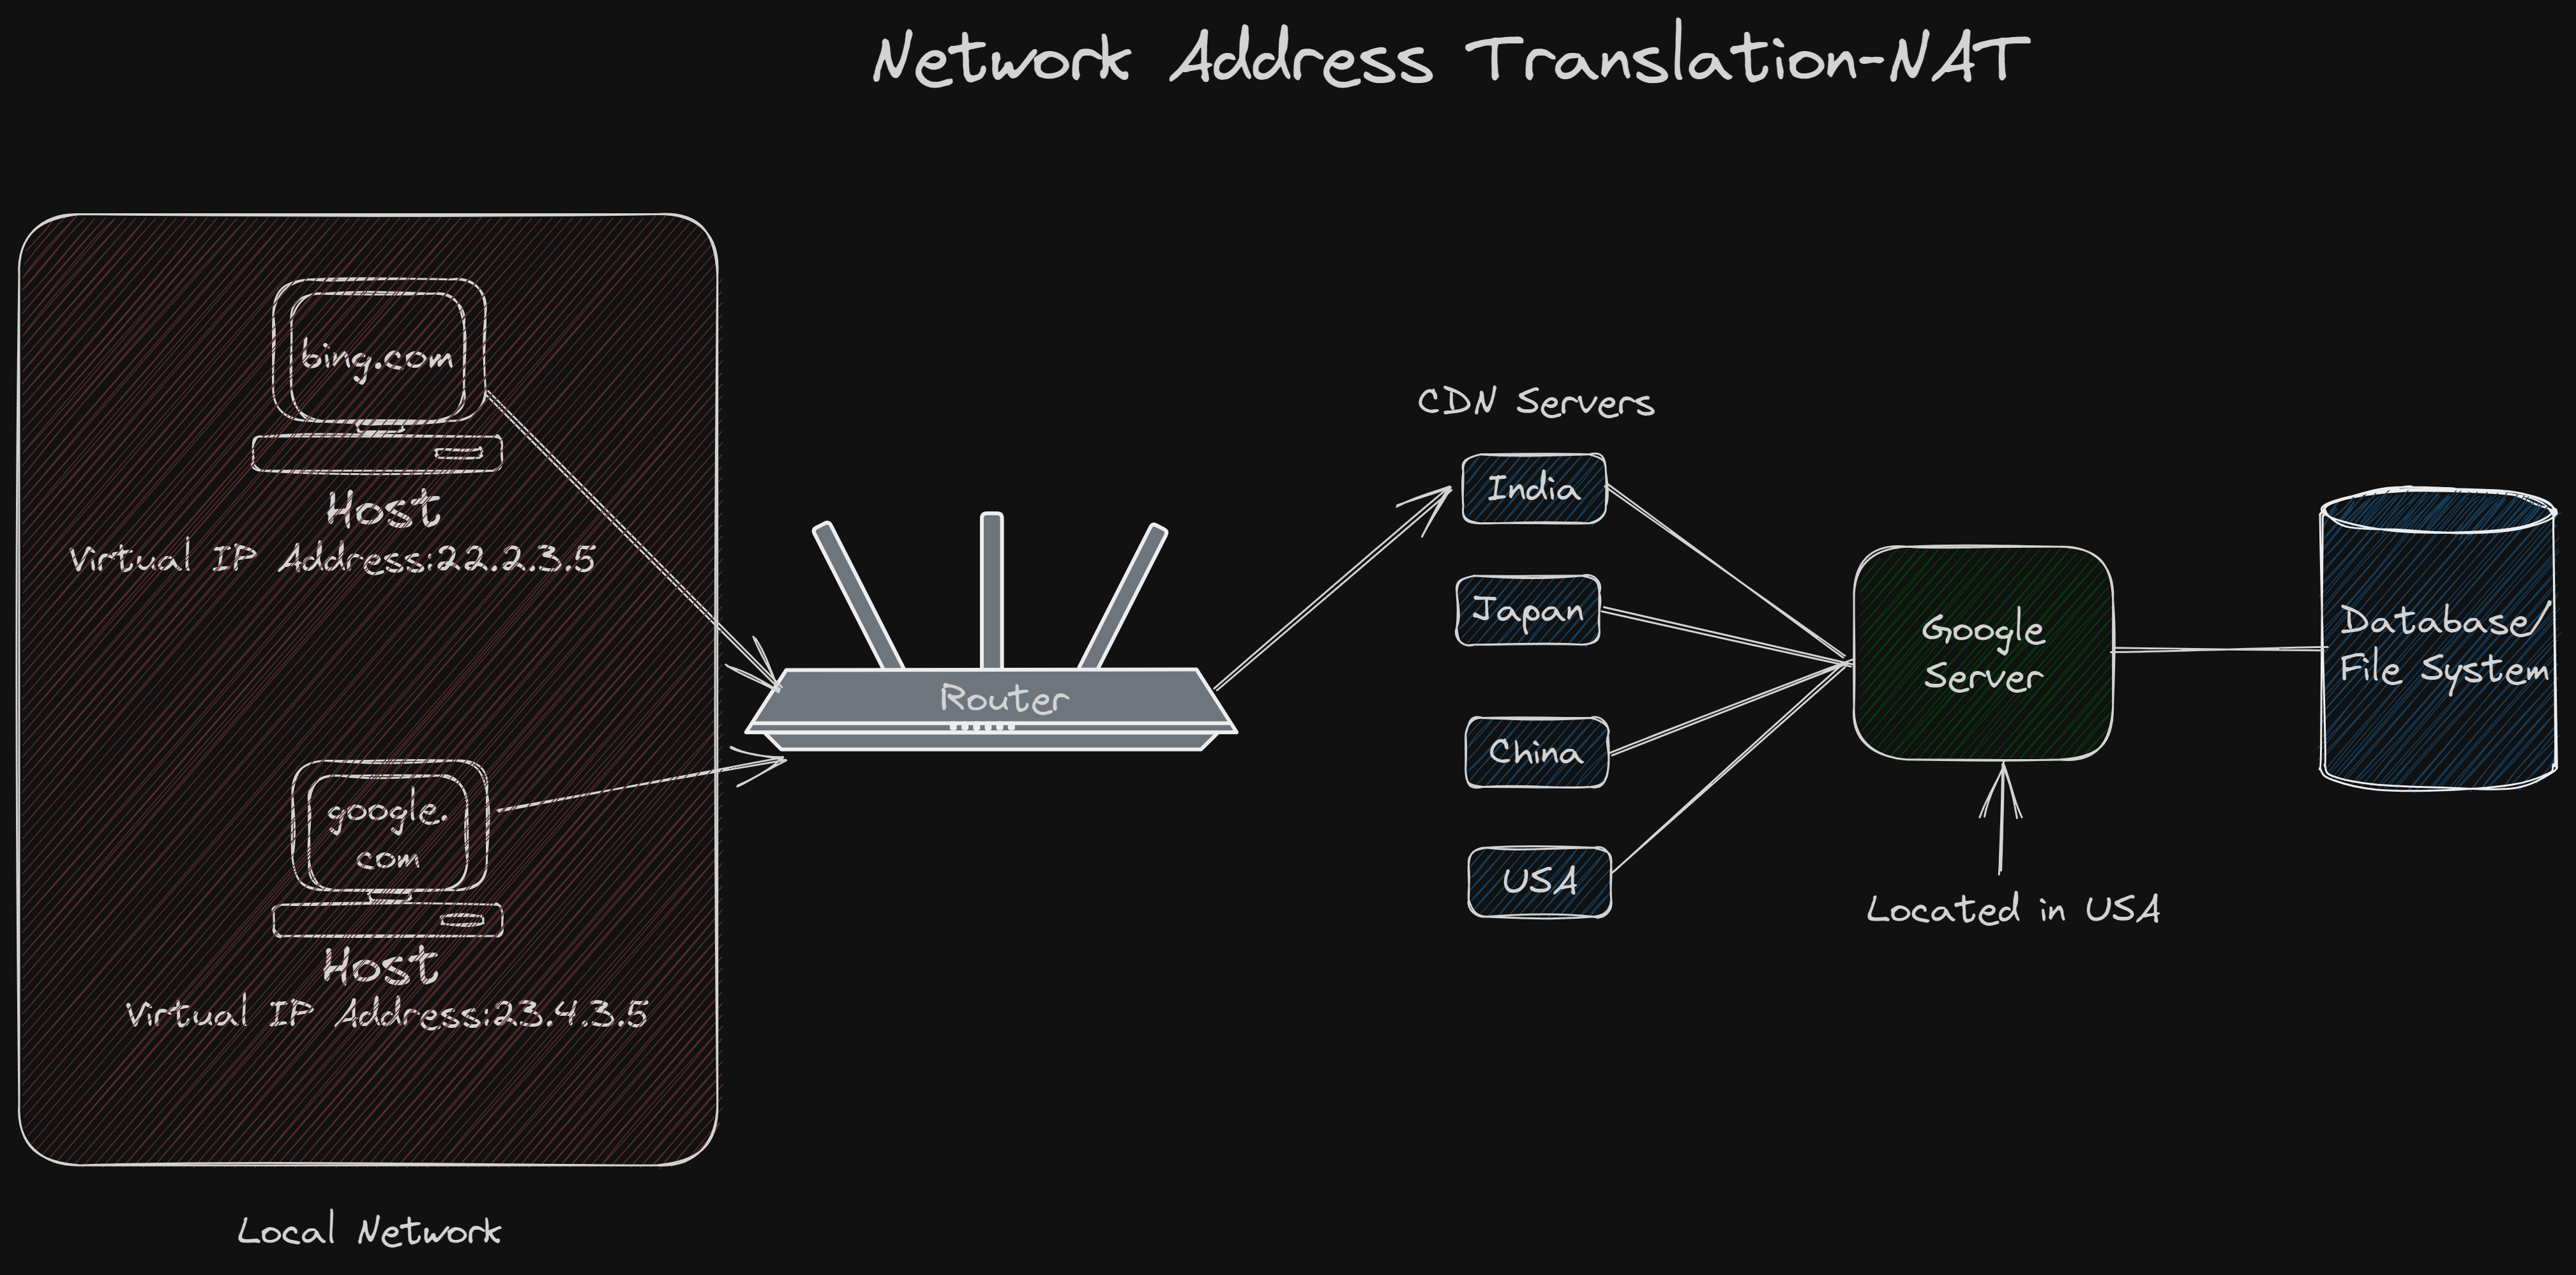 Network Address Translation-NAT
bing.com
Host
Virtual IP Address:22.2.3.5
google.
com
Host
Virtual IP Address:23.4.3.5
Local Network
Router
CDN Servers
India
Japan
China
USA
Google
Server
Located in USA
Database/
File System